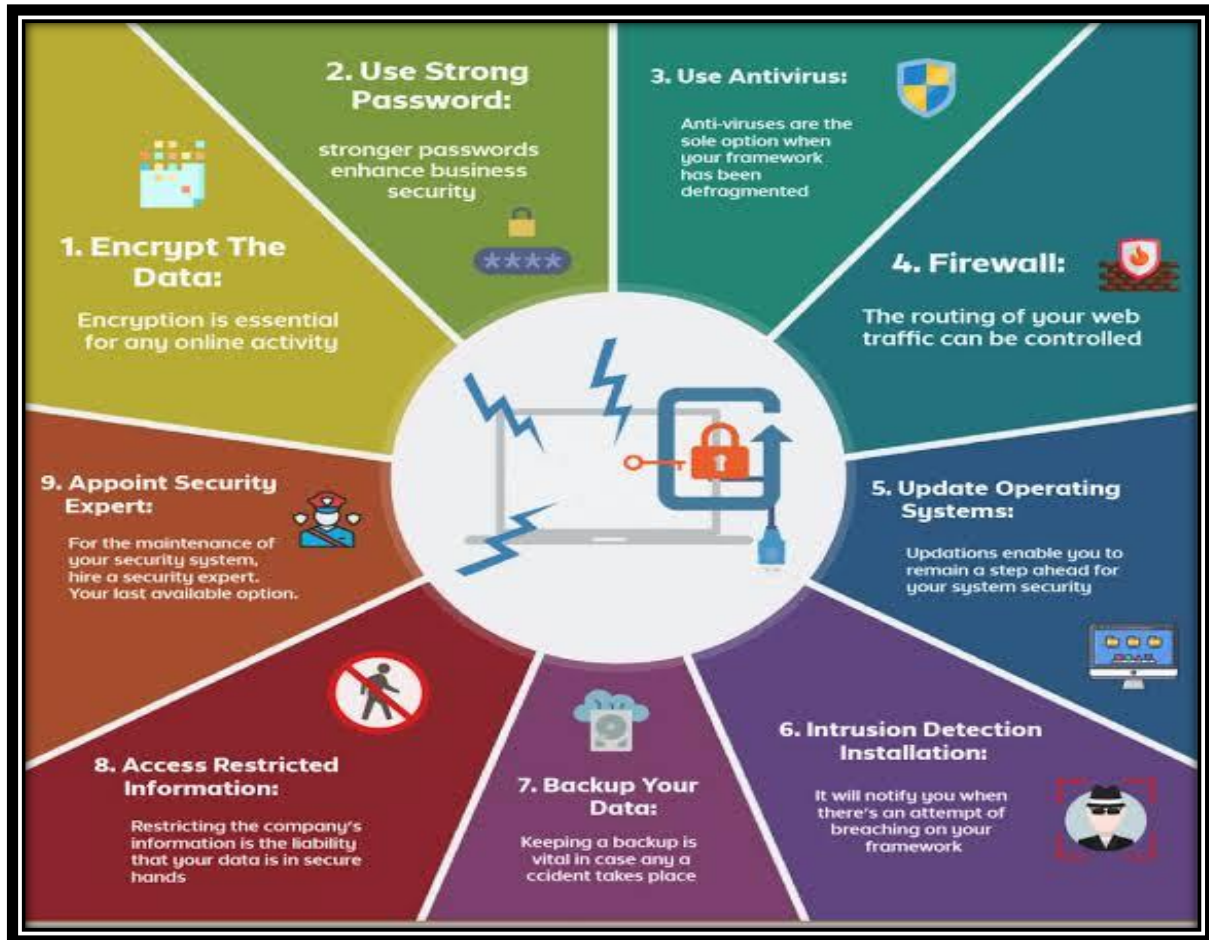 1. Encrypt The
Data:
Encryption is essential
for any online activity
2. Use Strong
Password:
stronger passwords
enhance business
security
****
3. Use Antivirus:
Anti-viruses are the
sole option when
your framework
has been
defragmented
4. Firewall:
The routing of your web
traffic can be controlled
5. Update Operating
Systems:
Updations enable you to
remain a step ahead for
your system security
6. Intrusion Detection
Installation:
It will notify you when
there's an attempt of
breaching on your
framework
7. Backup Your
Data:
Keeping a backup is
vital in case any a
ccident takes place
8. Access Restricted
Information:
Restricting the company's
information is the liability
that your data is in secure
hands
9. Appoint Security
Expert:
For the maintenance of
your security system,
hire a security expert.
Your last available option.